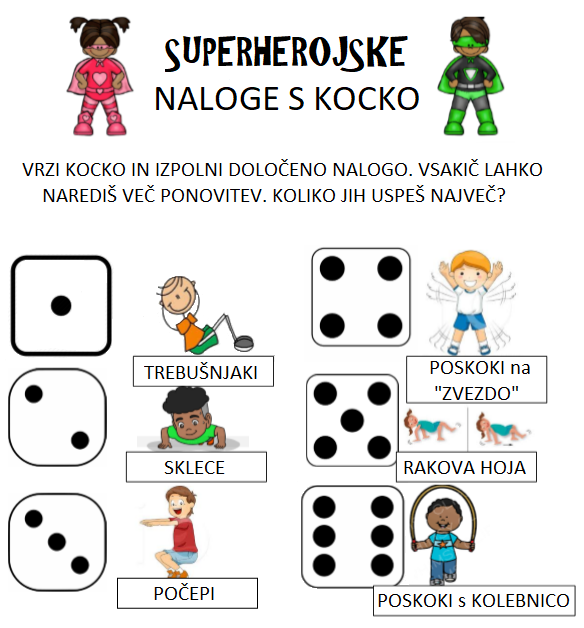 SUPERHEROJSKE
NALOGE S KOCKO
VRZI KOCKO IN IZPOLNI DOLOČENO NALOGO. VSAKIČ LAHKO
NAREDIŠ VEČ PONOVITEV. KOLIKO JIH USPEŠ NAJVEČ?
TREBUŠNJAKI
SKLECE
POČEPI
POSKOKI na
"ZVEZDO"
RAKOVA HOJA
POSKOKI s KOLEBNICO